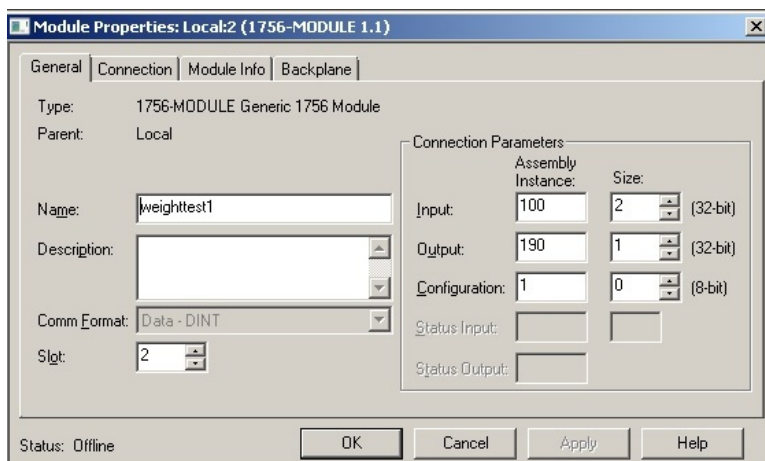 Module Properties: Local:2 (1756-MODULE 1.1)
General Connection Module Info Backplane
Type: 1756-MODULE Generic 1756 Module
Parent: Local
Name: weighttest1
Description:
Comm Format: Data - DINT
Slot: 2
Connection Parameters
Assembly Instance: Size:
Input: 100 2 (32-bit)
Output: 190 1 (32-bit)
Configuration: 1 0 (8-bit)
Status Input:
Status Output:
Status: Offline
OK Cancel Apply Help